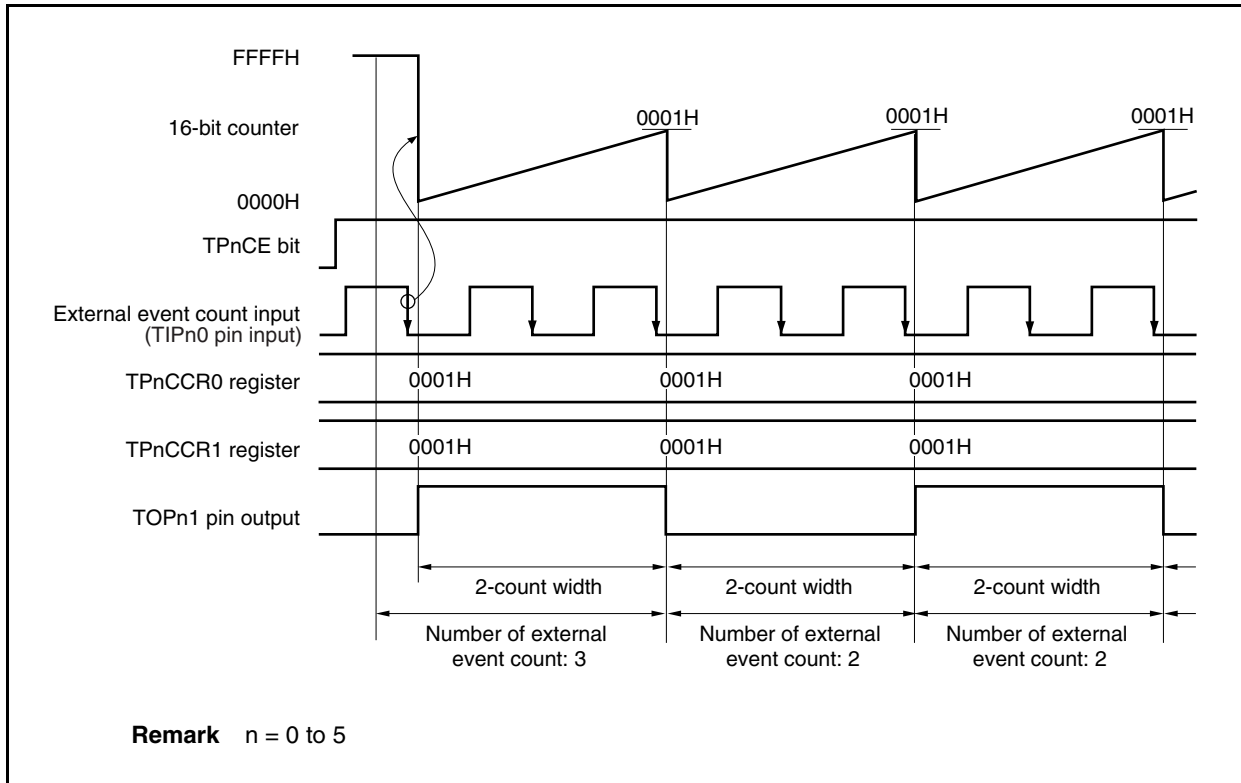 FFFFH
16-bit counter
0001H 0001H 0001H
0000H
TPnCE bit
External event count input
(TIPn0 pin input)
TPnCCR0 register
0001H 0001H 0001H
TPnCCR1 register
0001H 0001H 0001H
TOPn1 pin output
2-count width 2-count width 2-count width
Number of external
event count: 3
Number of external
event count: 2
Number of external
event count: 2
Remark n = 0 to 5